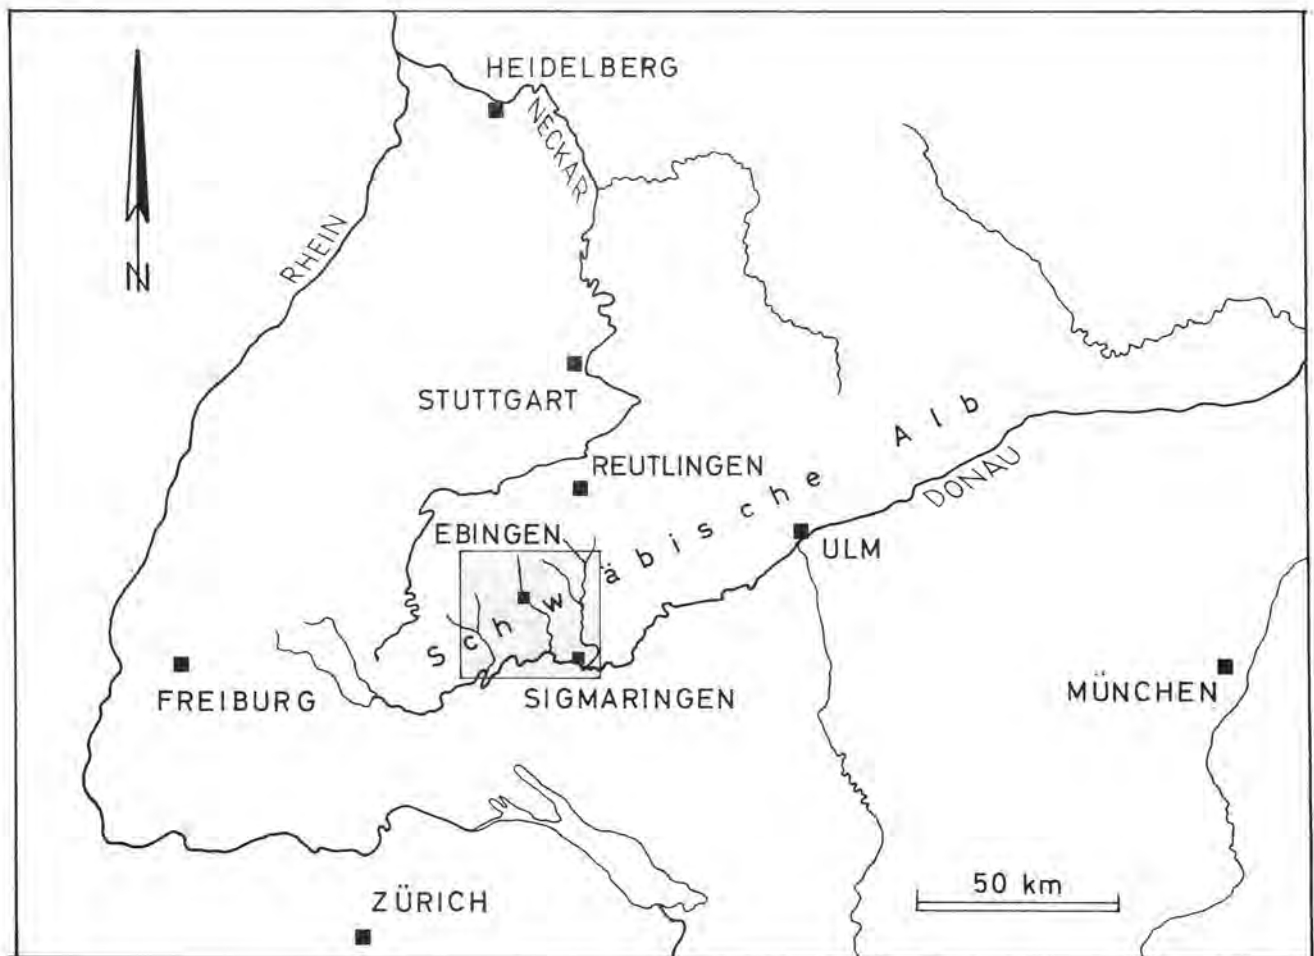 HEIDELBERG
NECKAR
RHEIN
N
STUTTGART
Schwäbische Alb
REUTLINGEN
DONAU
EBINGEN
ULM
FREIBURG
SIGMARINGEN
MÜNCHEN
50 km
ZÜRICH